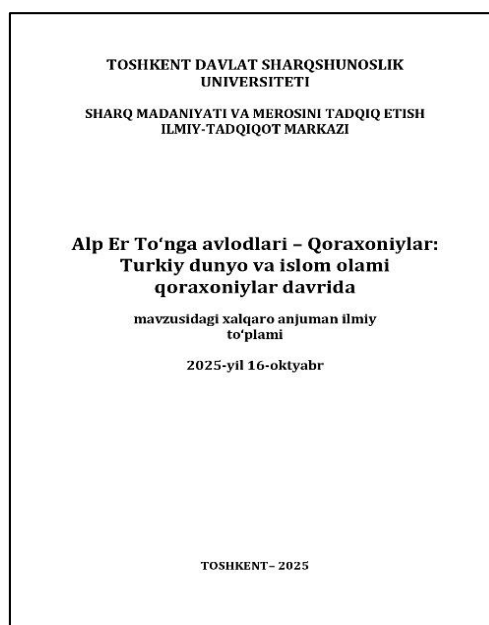 TOSHKENT DAVLAT SHARQSHUNOSLIK
UNIVERSITETI
SHARQ MADANIYATI VA MEROSINI TADQIQ ETISH
ILMIY-TADQIQOT MARKAZI
Alp Er To‘nga avlodlari – Qoraxoniylar:
Turkiy dunyo va islom olami
qoraxoniylar davrida
mavzusidagi xalqaro anjuman ilmiy
to‘plami
2025-yil 16-oktyabr
TOSHKENT– 2025